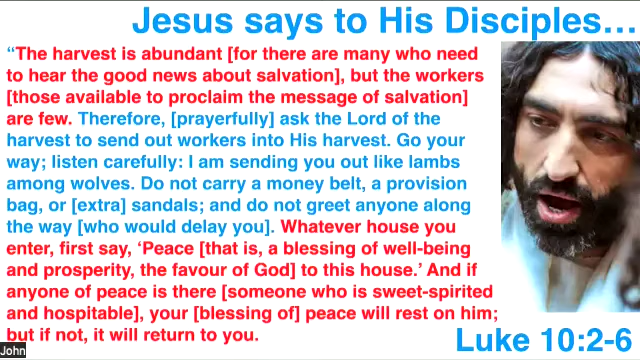 Jesus says to His Disciples…
“The harvest is abundant [for there are many who need
to hear the good news about salvation], but the workers
[those available to proclaim the message of salvation]
are few. Therefore, [prayerfully] ask the Lord of the
harvest to send out workers into His harvest. Go your
way; listen carefully: I am sending you out like lambs
among wolves. Do not carry a money belt, a provision
bag, or [extra] sandals; and do not greet anyone along
the way [who would delay you]. Whatever house you
enter, first say, ‘Peace [that is, a blessing of well-being
and prosperity, the favour of God] to this house.’ And if
anyone of peace is there [someone who is sweet-spirited
and hospitable], your [blessing of] peace will rest on him;
but if not, it will return to you.
Luke 10:2-6
John